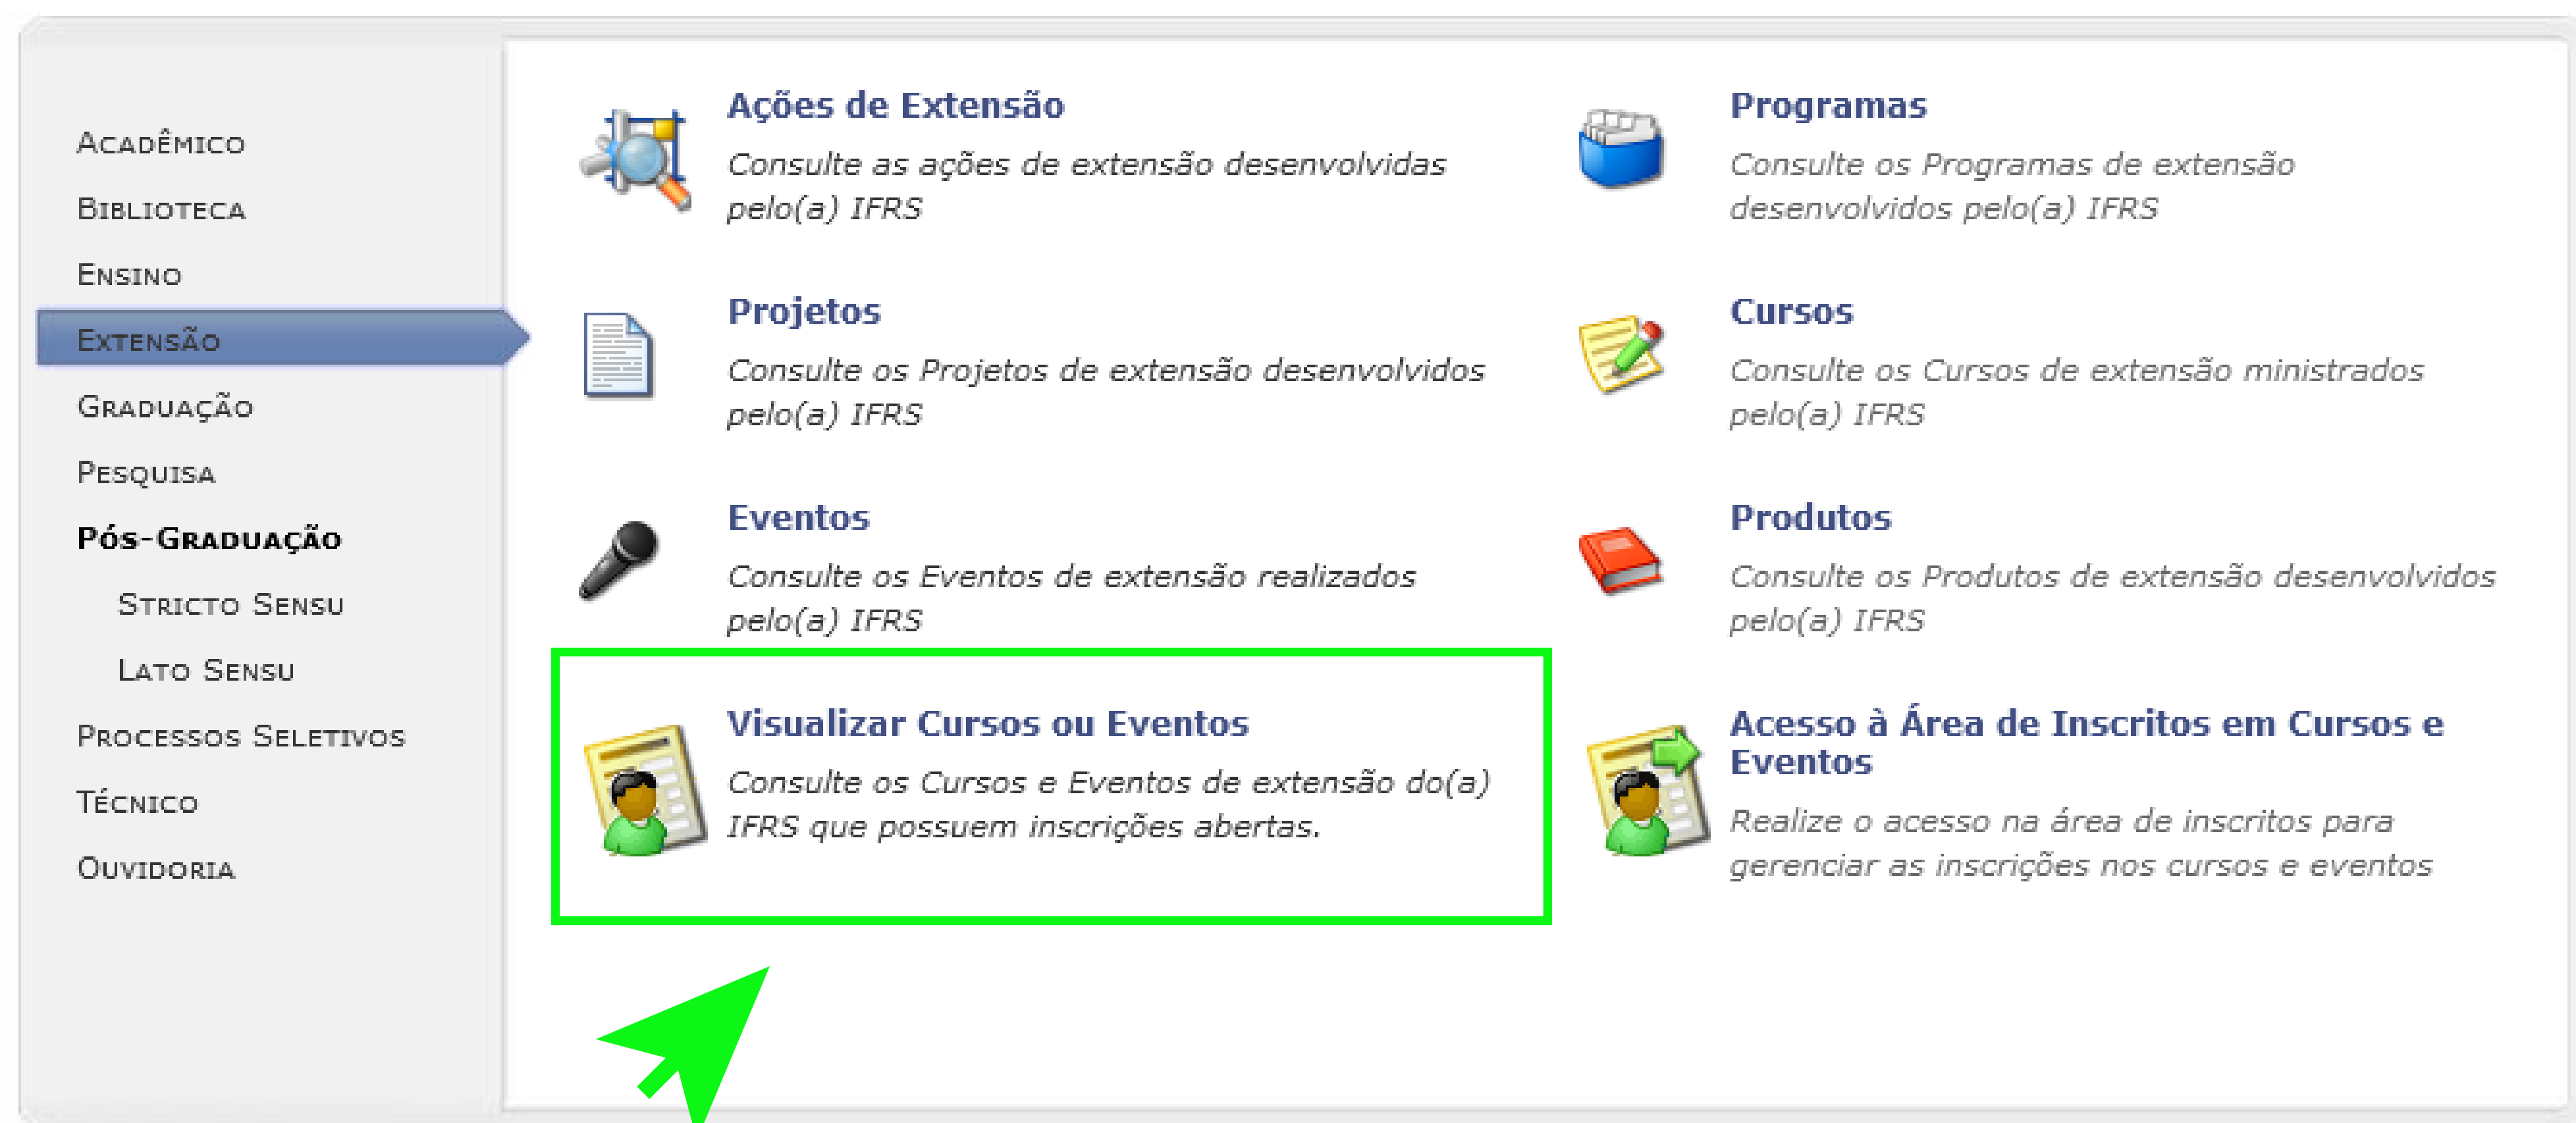 Acadêmico
Biblioteca
Ensino
Extensão
Graduação
Pesquisa
Pós-Graduação
Stricto Sensu
Lato Sensu
Processos Seletivos
Técnico
Ouvidoria
Ações de Extensão
Consulte as ações de extensão desenvolvidas
pelo(a) IFRS
Programas
Consulte os Programas de extensão
desenvolvidos pelo(a) IFRS
Projetos
Consulte os Projetos de extensão desenvolvidos
pelo(a) IFRS
Cursos
Consulte os Cursos de extensão ministrados
pelo(a) IFRS
Eventos
Consulte os Eventos de extensão realizados
pelo(a) IFRS
Produtos
Consulte os Produtos de extensão desenvolvidos
pelo(a) IFRS
Visualizar Cursos ou Eventos
Consulte os Cursos e Eventos de extensão do(a)
IFRS que possuem inscrições abertas.
Acesso à Área de Inscritos em Cursos e
Eventos
Realize o acesso na área de inscritos para
gerenciar as inscrições nos cursos e eventos